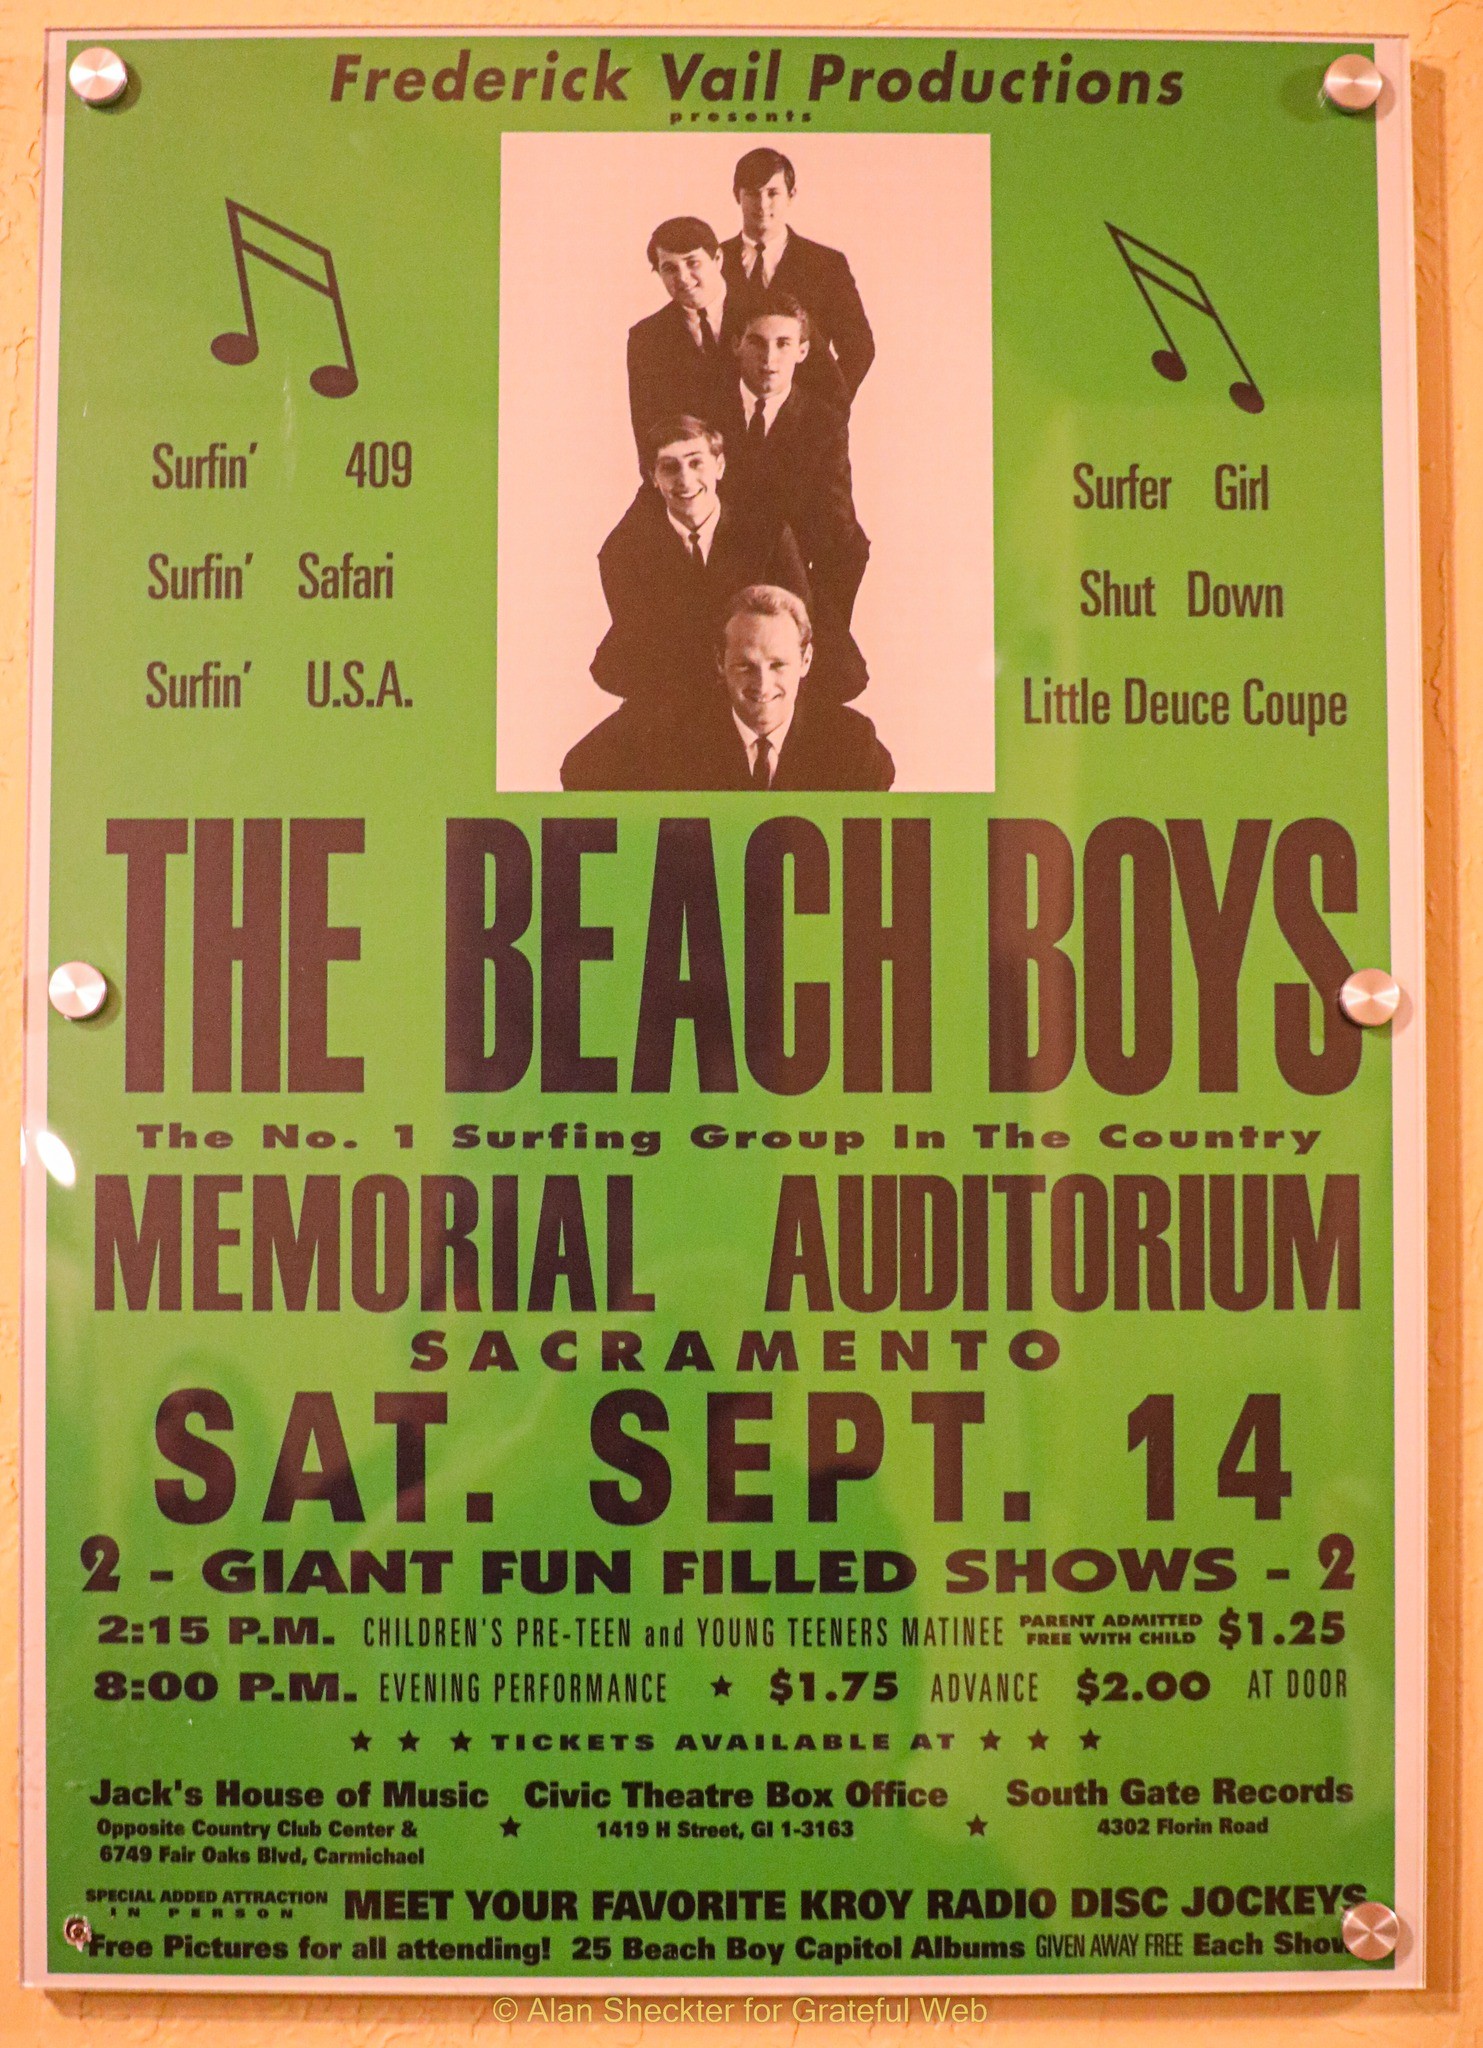 Frederick Vail Productions
presents
Surfin' 409
Surfin' Safari
Surfin' U.S.A.
Surfer Girl
Shut Down
Little Deuce Coupe
THE BEACH BOYS
The No. 1 Surfing Group In The Country
MEMORIAL AUDITORIUM
SACRAMENTO
SAT. SEPT. 14
2 - GIANT FUN FILLED SHOWS - 2
2:15 P.M. CHILDREN'S PRE-TEEN and YOUNG TEENERS MATINEE PARENT ADMITTED FREE WITH CHILD $1.25
8:00 P.M. EVENING PERFORMANCE ★ $1.75 ADVANCE $2.00 AT DOOR
★ ★ ★ TICKETS AVAILABLE AT ★ ★ ★
Jack's House of Music
Opposite Country Club Center &
6749 Fair Oaks Blvd, Carmichael
★
Civic Theatre Box Office
1419 H Street, GI 1-3163
★
South Gate Records
4302 Florin Road
SPECIAL ADDED ATTRACTION
IN PERSON
MEET YOUR FAVORITE KROY RADIO DISC JOCKEYS
Free Pictures for all attending! 25 Beach Boy Capitol Albums GIVEN AWAY FREE Each Show
© Alan Sheckter for Grateful Web